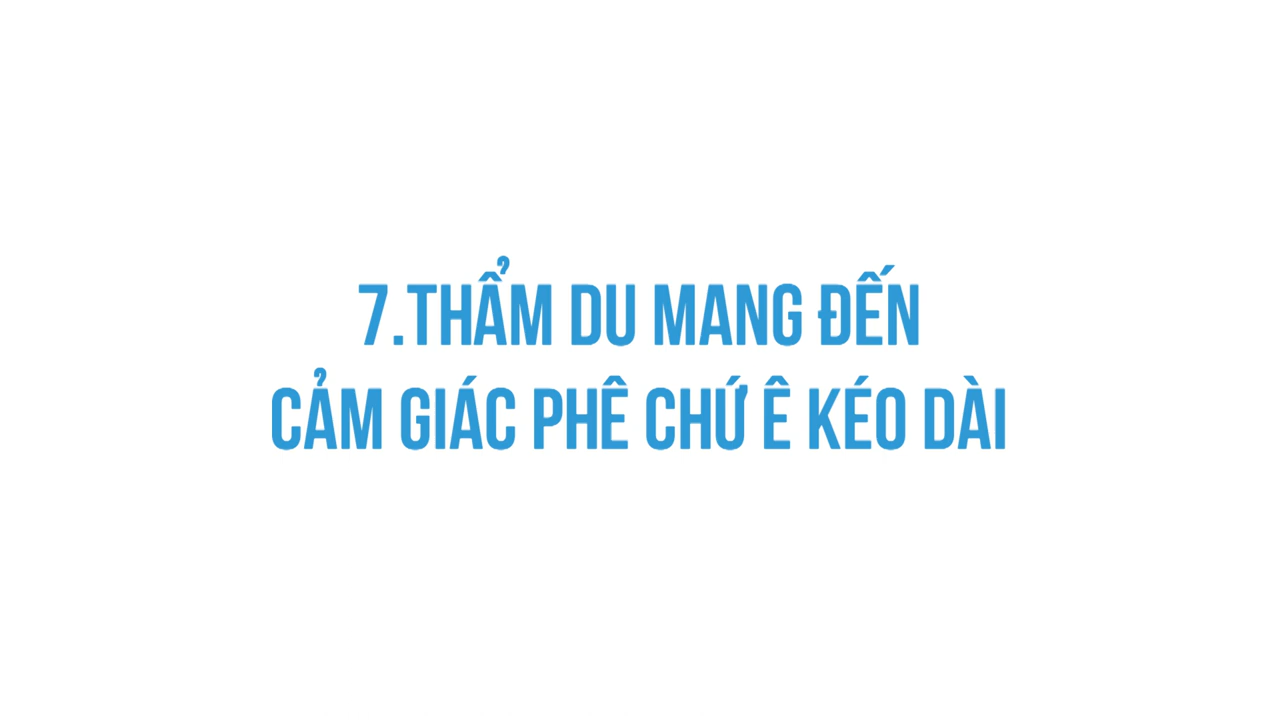 7.THẨM DU MANG ĐẾN
CẢM GIÁC PHÊ CHỨ Ê KÉO DÀI